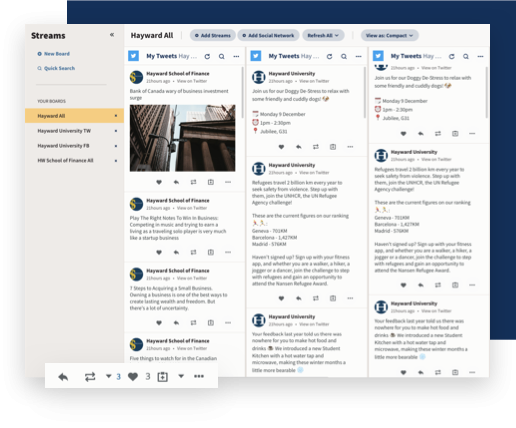 Streams «
New Board
Quick Search
YOUR BOARDS
Hayward All
Hayward University TW
Hayward University FB
HW School of Finance All
Hayward All
Add Streams
Add Social Network
Refresh All
View as: Compact
My Tweets Hay ...
Hayward School of Finance
21hours ago • View on Twitter
Bank of Canada wary of business investment
surge
Hayward School of Finance
21hours ago • View on Twitter
Play The Right Notes To Win In Business:
Competing in music and trying to earn a
living as a traveling solo player is very much
like a startup business
Hayward School of Finance
21hours ago • View on Twitter
7 Steps to Acquiring a Small Business.
Owning a business is one of the best ways to
create lasting wealth and freedom. But
there's a lot of uncertainty.
Hayward School of Finance
21hours ago • View on Twitter
Five things to watch for in the Canadian
3 3
My Tweets Hay ...
Hayward University
21hours ago • View on Twitter
Join us for our Doggy De-Stress to relax with
some friendly and cuddly dogs! 🐶
📅 Monday 9 December
⏰ 1pm - 2:30pm
📍 Jubilee, G31
Hayward University
21hours ago • View on Twitter
Refugees travel 2 billion km every year to
seek safety from violence. Step up with
them, join the UNHCR, the UN Refugee
Agency challenge!
These are the current figures on our ranking
🏃🏃:
Geneva - 701KM
Barcelona - 1,427KM
Madrid - 576KM
Haven't signed up? Sign up with your fitness
app, and whether you are a walker, a hiker, a
jogger or a dancer, join the challenge to step
with refugees and gain an opportunity to
attend the Nansen Refugee Award.
Hayward University
21hours ago • View on Twitter
Your feedback last year told us there was
nowhere for you to make hot food and
drinks We introduced a new Student
Kitchen with a hot water tap and
microwave, making these winter months a
little more bearable
My Tweets Hay ...
21hours ago • View on Twitter
Join us for our Doggy De-Stress to relax with
some friendly and cuddly dogs! 🐶
📅 Monday 9 December
⏰ 1pm - 2:30pm
📍 Jubilee, G31
Hayward University
21hours ago • View on Twitter
Refugees travel 2 billion km every year to
seek safety from violence. Step up with
them, join the UNHCR, the UN Refugee
Agency challenge!
These are the current figures on our ranking
🏃🏃:
Geneva - 701KM
Barcelona - 1,427KM
Madrid - 576KM
Haven't signed up? Sign up with your fitness
app, and whether you are a walker, a hiker, a
jogger or a dancer, join the challenge to step
with refugees and gain an opportunity to
attend the Nansen Refugee Award.
Hayward University
21hours ago • View on Twitter
Your feedback last year told us there was
nowhere for you to make hot food and
drinks We introduced a new Student
Kitchen with a hot water tap and
microwave, making these winter months a
little more bearable